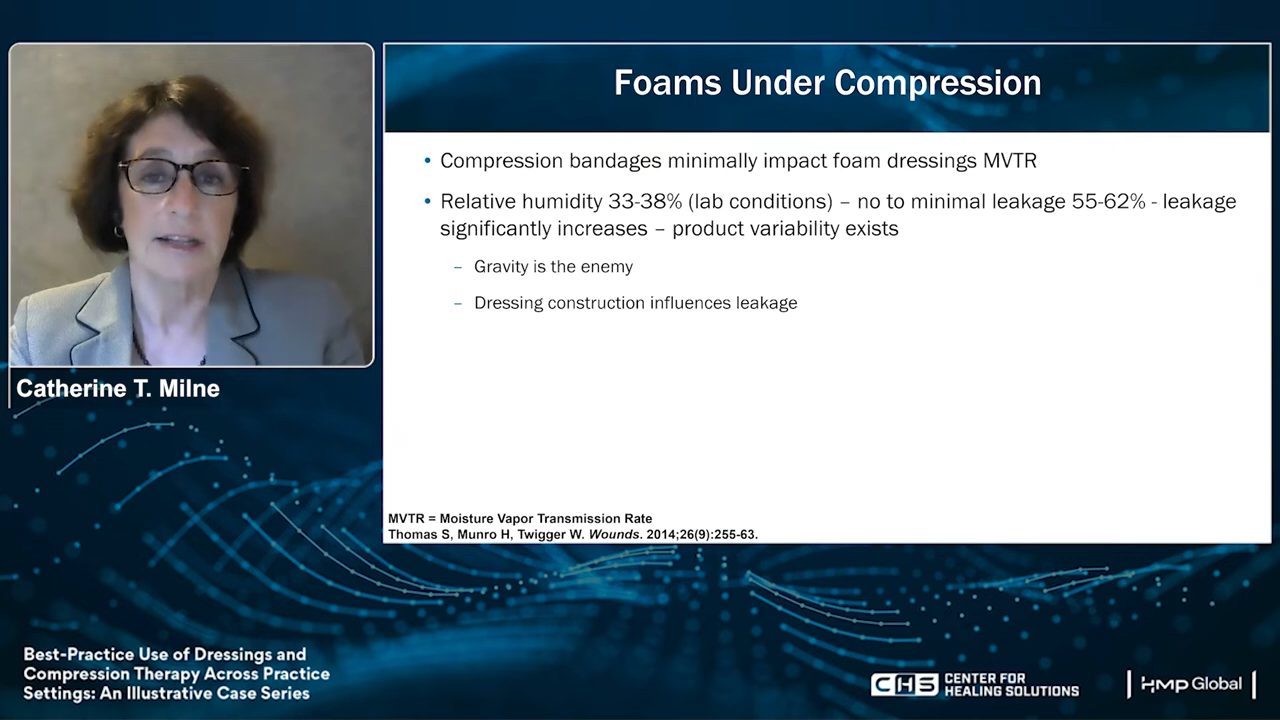 Foams Under Compression
• Compression bandages minimally impact foam dressings MVTR
• Relative humidity 33-38% (lab conditions) – no to minimal leakage 55-62% - leakage
significantly increases – product variability exists
– Gravity is the enemy
– Dressing construction influences leakage
MVTR = Moisture Vapor Transmission Rate
Thomas S, Munro H, Twigger W. Wounds. 2014;26(9):255-63.
Catherine T. Milne
Best-Practice Use of Dressings and
Compression Therapy Across Practice
Settings: An Illustrative Case Series
CHS CENTER FOR
HEALING SOLUTIONS
HMP Global